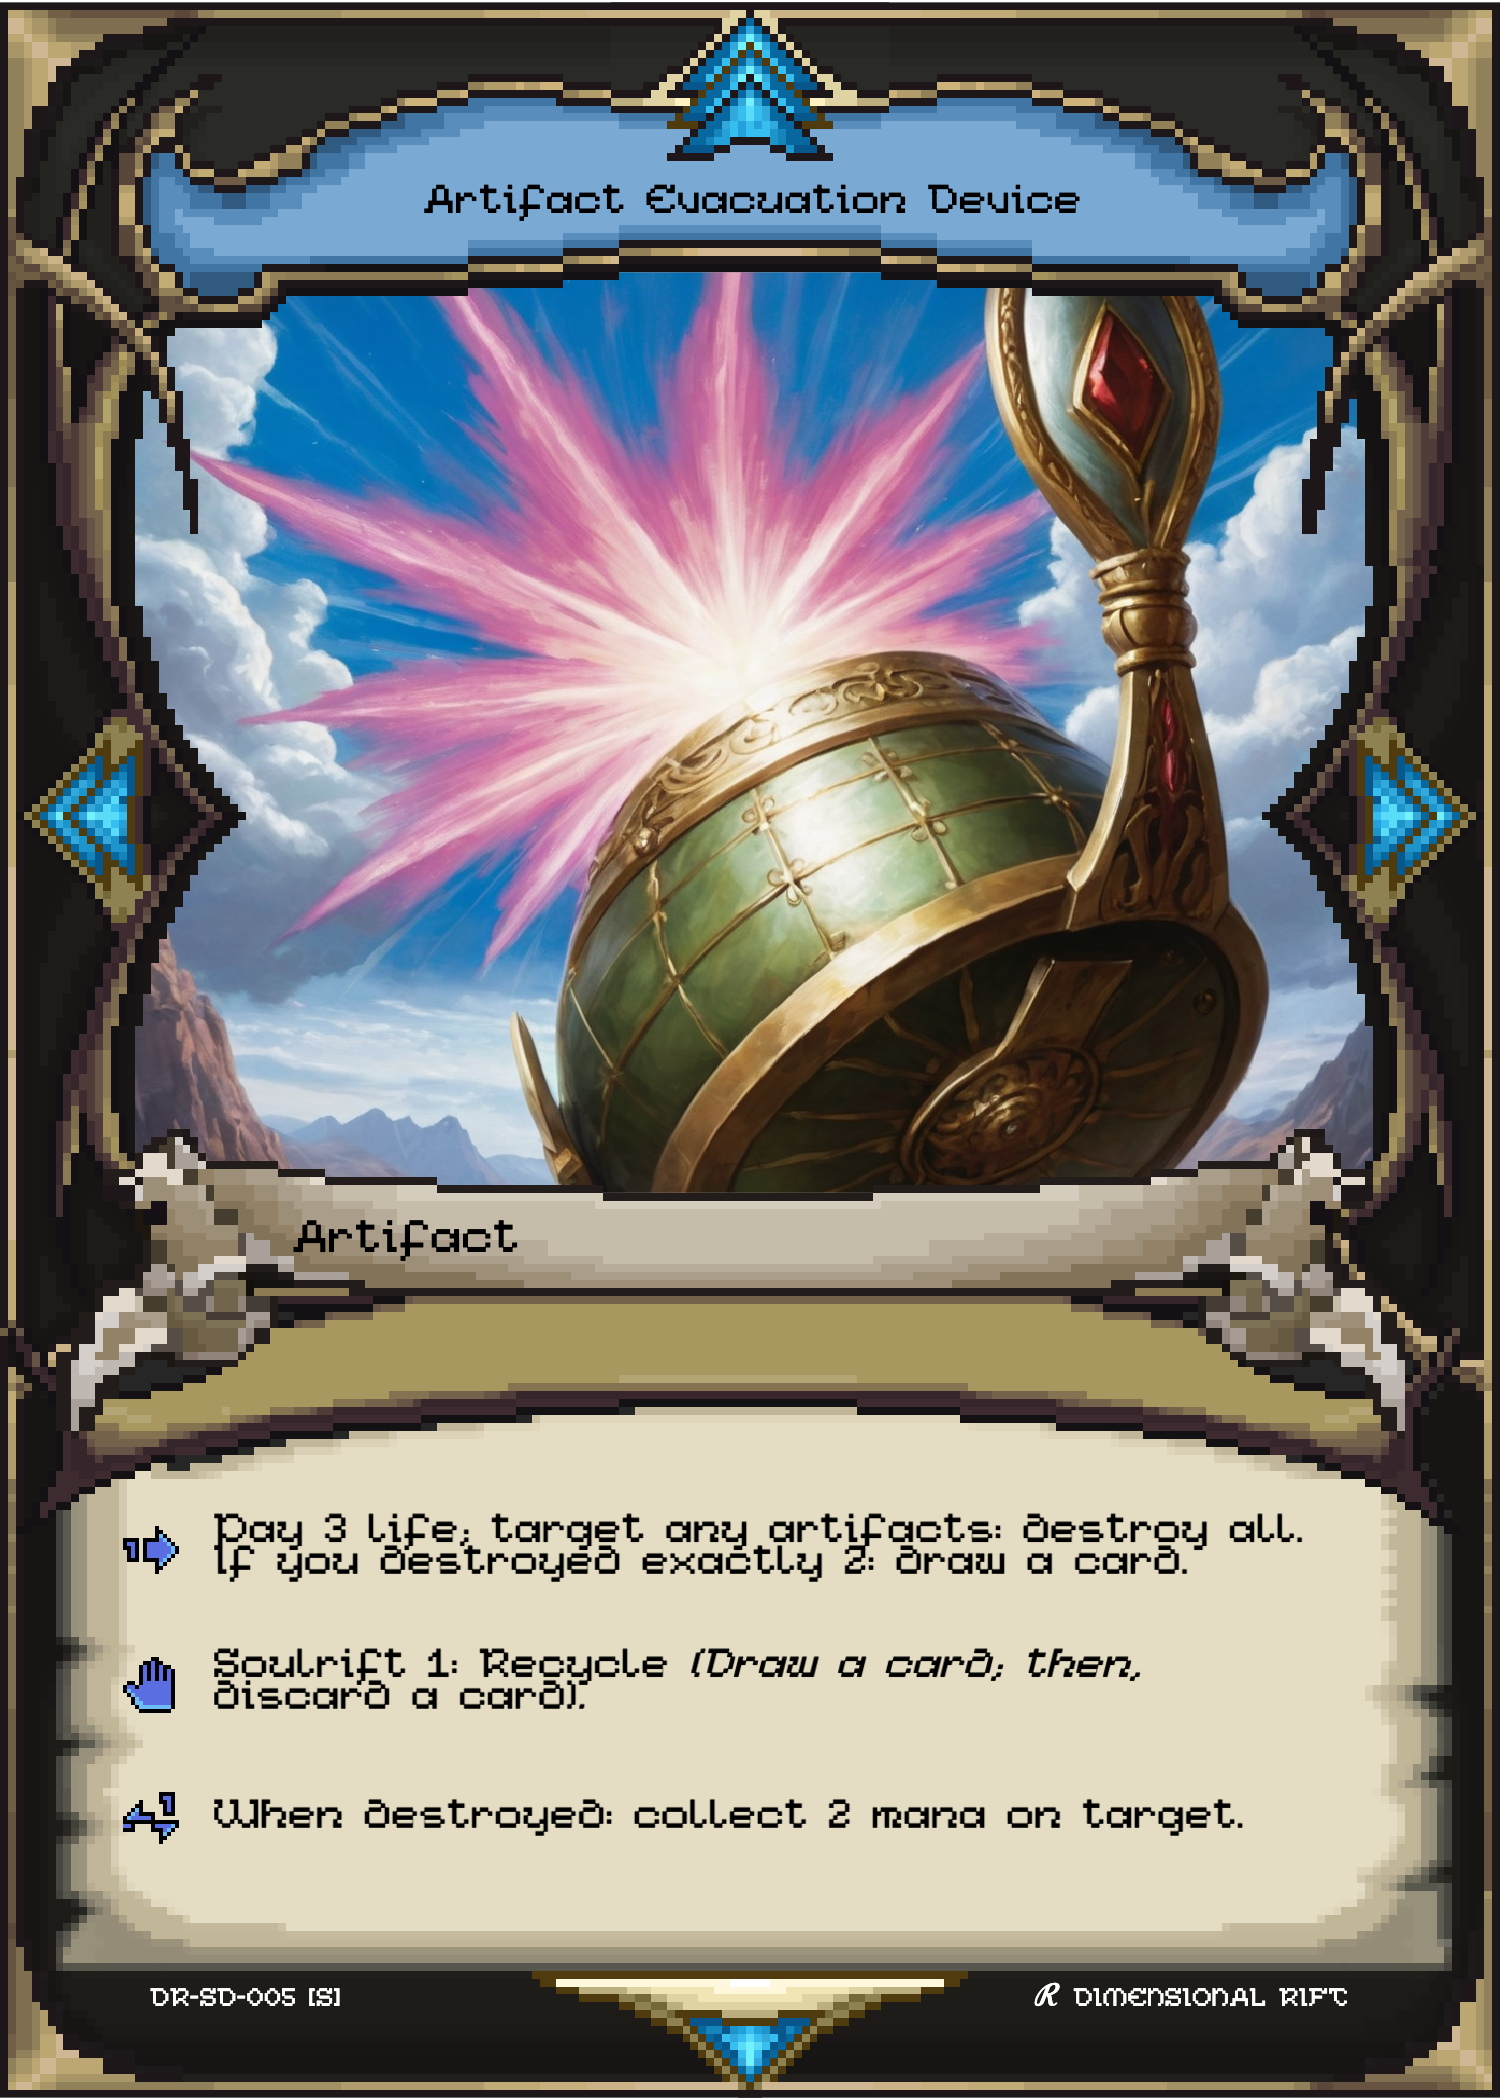 Artifact Evacuation Device
Artifact
1
Pay 3 life; target any artifacts: destroy all.
If you destroyed exactly 2: draw a card.
Soulrift 1: Recycle (Draw a card; then,
discard a card).
1
When destroyed: collect 2 mana on target.
DR-SD-005 [S]
R DIMENSIONAL RIFT